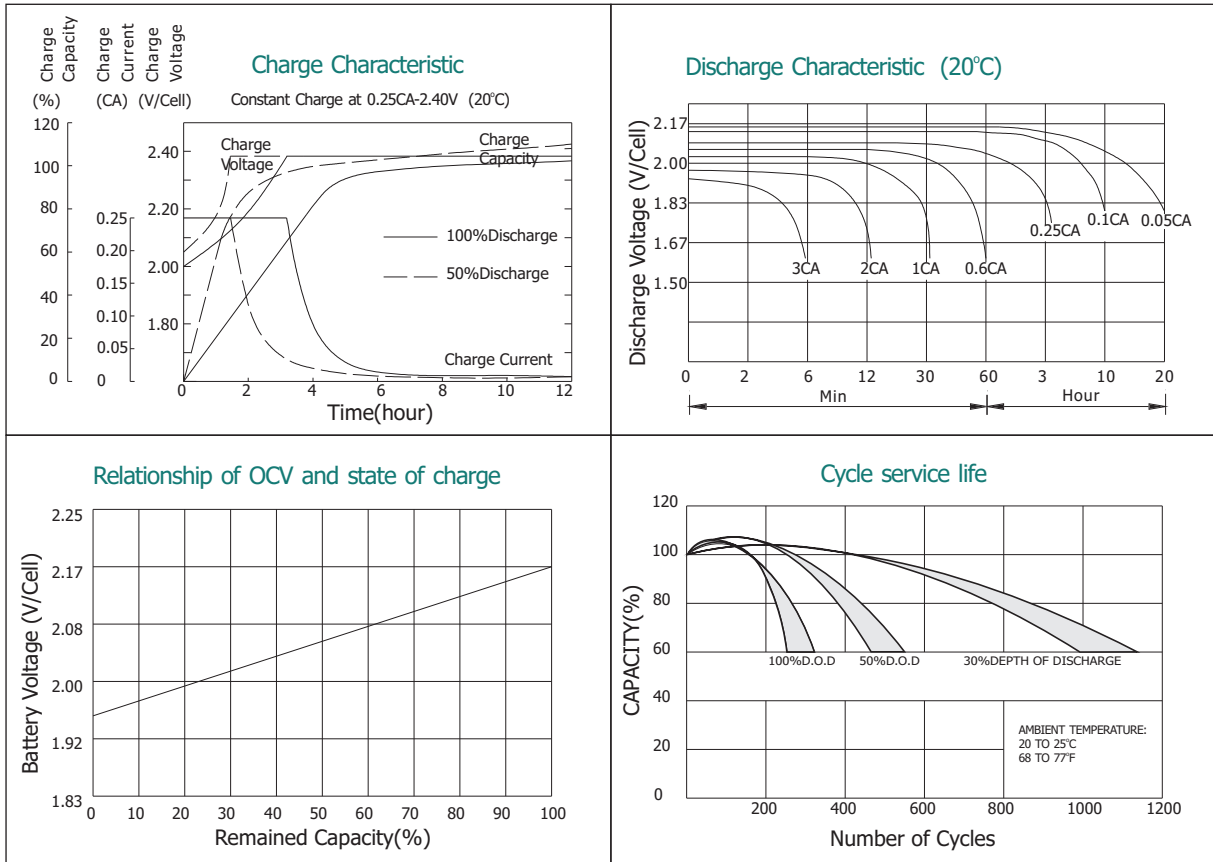 Charge Capacity
Charge Current
Charge Voltage
(%)
(CA)
(V/Cell)
Charge Characteristic
Constant Charge at 0.25CA-2.40V (20°C)
120
100
80
60
40
20
0
0.25
0.20
0.15
0.10
0.05
0
2.40
2.20
2.00
1.80
Charge
Voltage
Charge
Capacity
100%Discharge
50%Discharge
Charge Current
0 2 4 6 8 10 12
Time(hour)
Discharge Characteristic (20°C)
Discharge Voltage (V/Cell)
2.17
2.00
1.83
1.67
1.50
3CA
2CA
1CA
0.6CA
0.25CA
0.1CA
0.05CA
0 2 6 12 30 60 3 10 20
Min
Hour
Relationship of OCV and state of charge
Battery Voltage (V/Cell)
2.25
2.17
2.08
2.00
1.92
1.83
0 10 20 30 40 50 60 70 80 90 100
Remained Capacity(%)
Cycle service life
CAPACITY(%)
120
100
80
60
40
20
0
100%D.O.D
50%D.O.D
30%DEPTH OF DISCHARGE
AMBIENT TEMPERATURE:
20 TO 25°C
68 TO 77°F
200 400 600 800 1000 1200
Number of Cycles